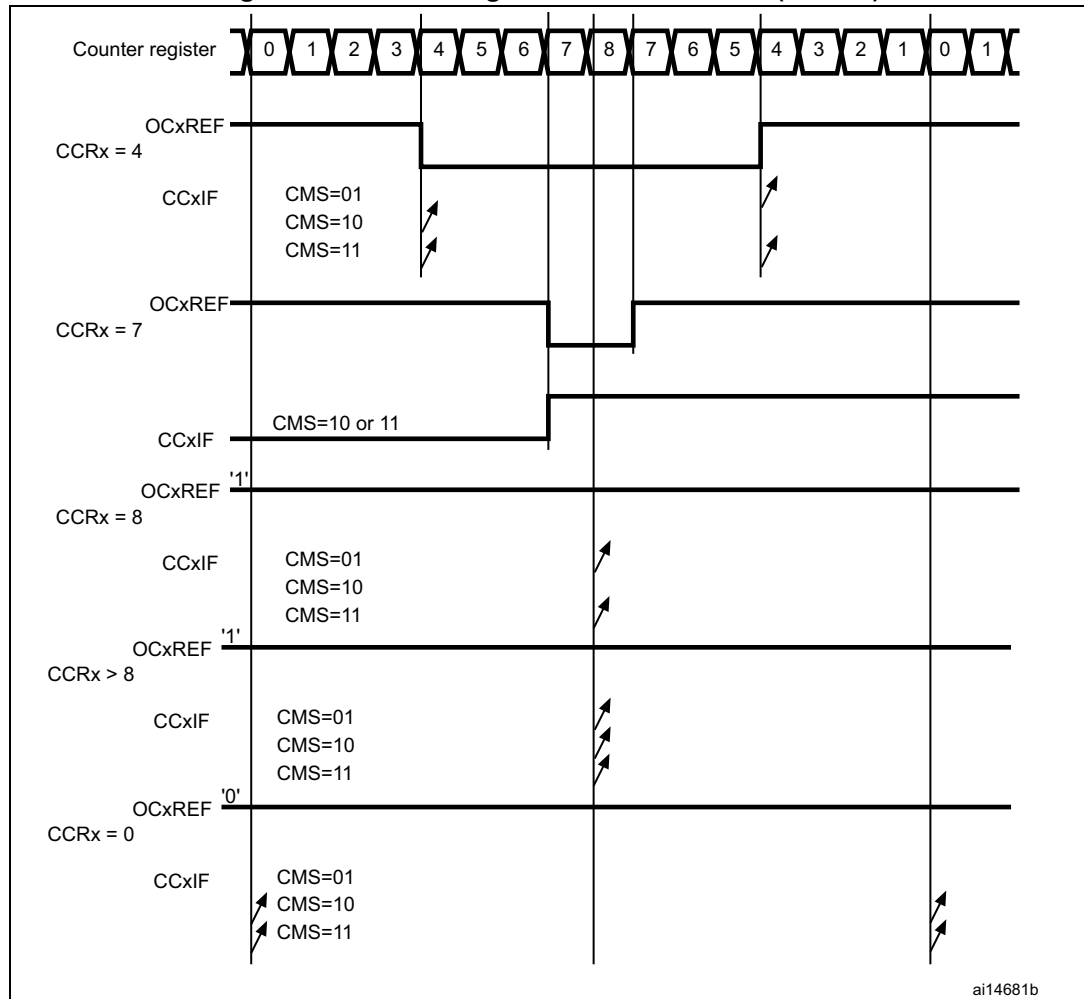 Counter register 0 1 2 3 4 5 6 7 8 7 6 5 4 3 2 1 0 1
OCxREF
CCRx = 4
CCxIF
CMS=01
CMS=10
CMS=11
OCxREF
CCRx = 7
CMS=10 or 11
CCxIF
'1'
OCxREF
CCRx = 8
CCxIF
CMS=01
CMS=10
CMS=11
'1'
OCxREF
CCRx > 8
CCxIF
CMS=01
CMS=10
CMS=11
'0'
OCxREF
CCRx = 0
CCxIF
CMS=01
CMS=10
CMS=11
ai14681b